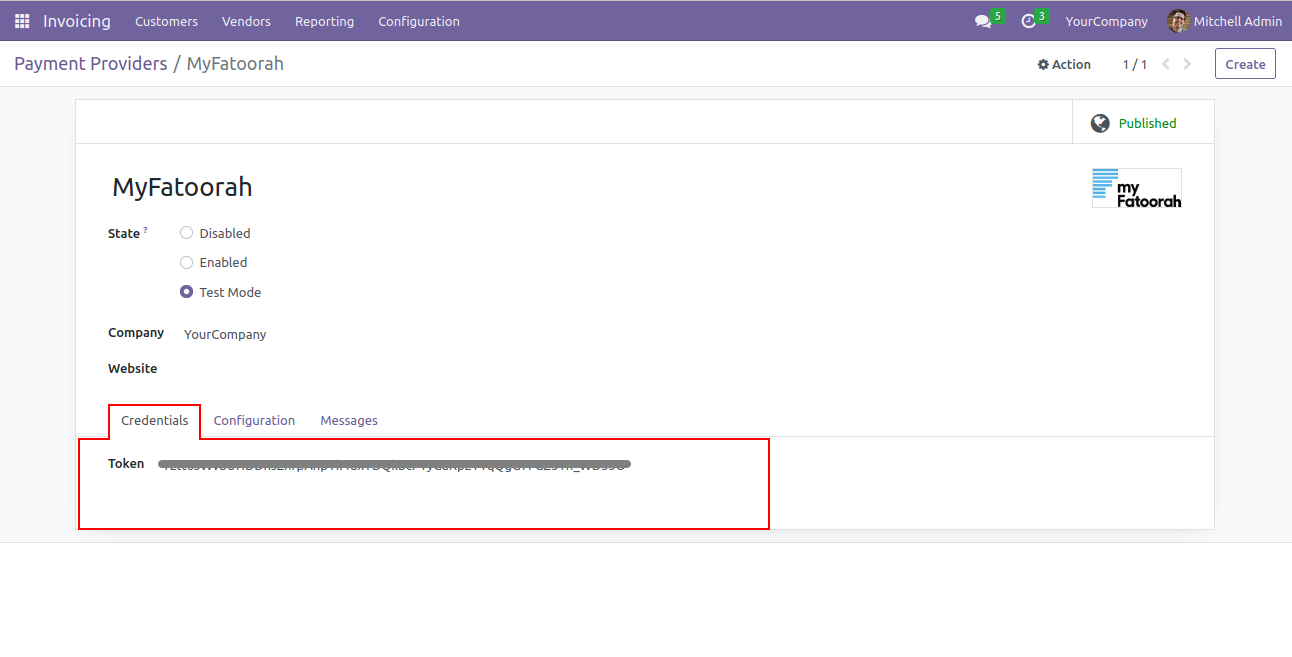 Invoicing Customers Vendors Reporting Configuration 5 3 YourCompany Mitchell Admin
Payment Providers / MyFatoorah Action 1 / 1 Create
Published
MyFatoorah
my
Fatoorah
State ?
Disabled
Enabled
Test Mode
Company YourCompany
Website
Credentials Configuration Messages
Token